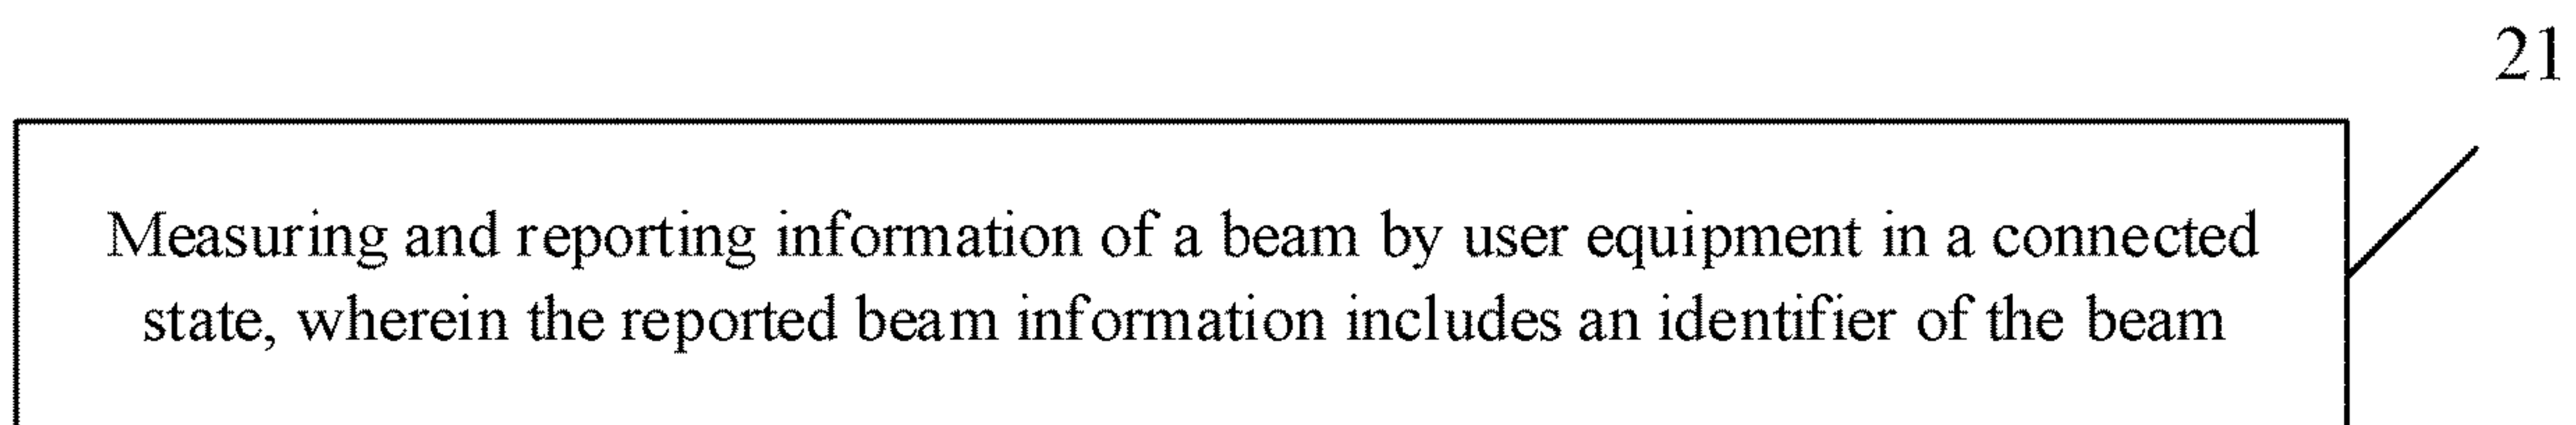 21
Measuring and reporting information of a beam by user equipment in a connected
state, wherein the reported beam information includes an identifier of the beam